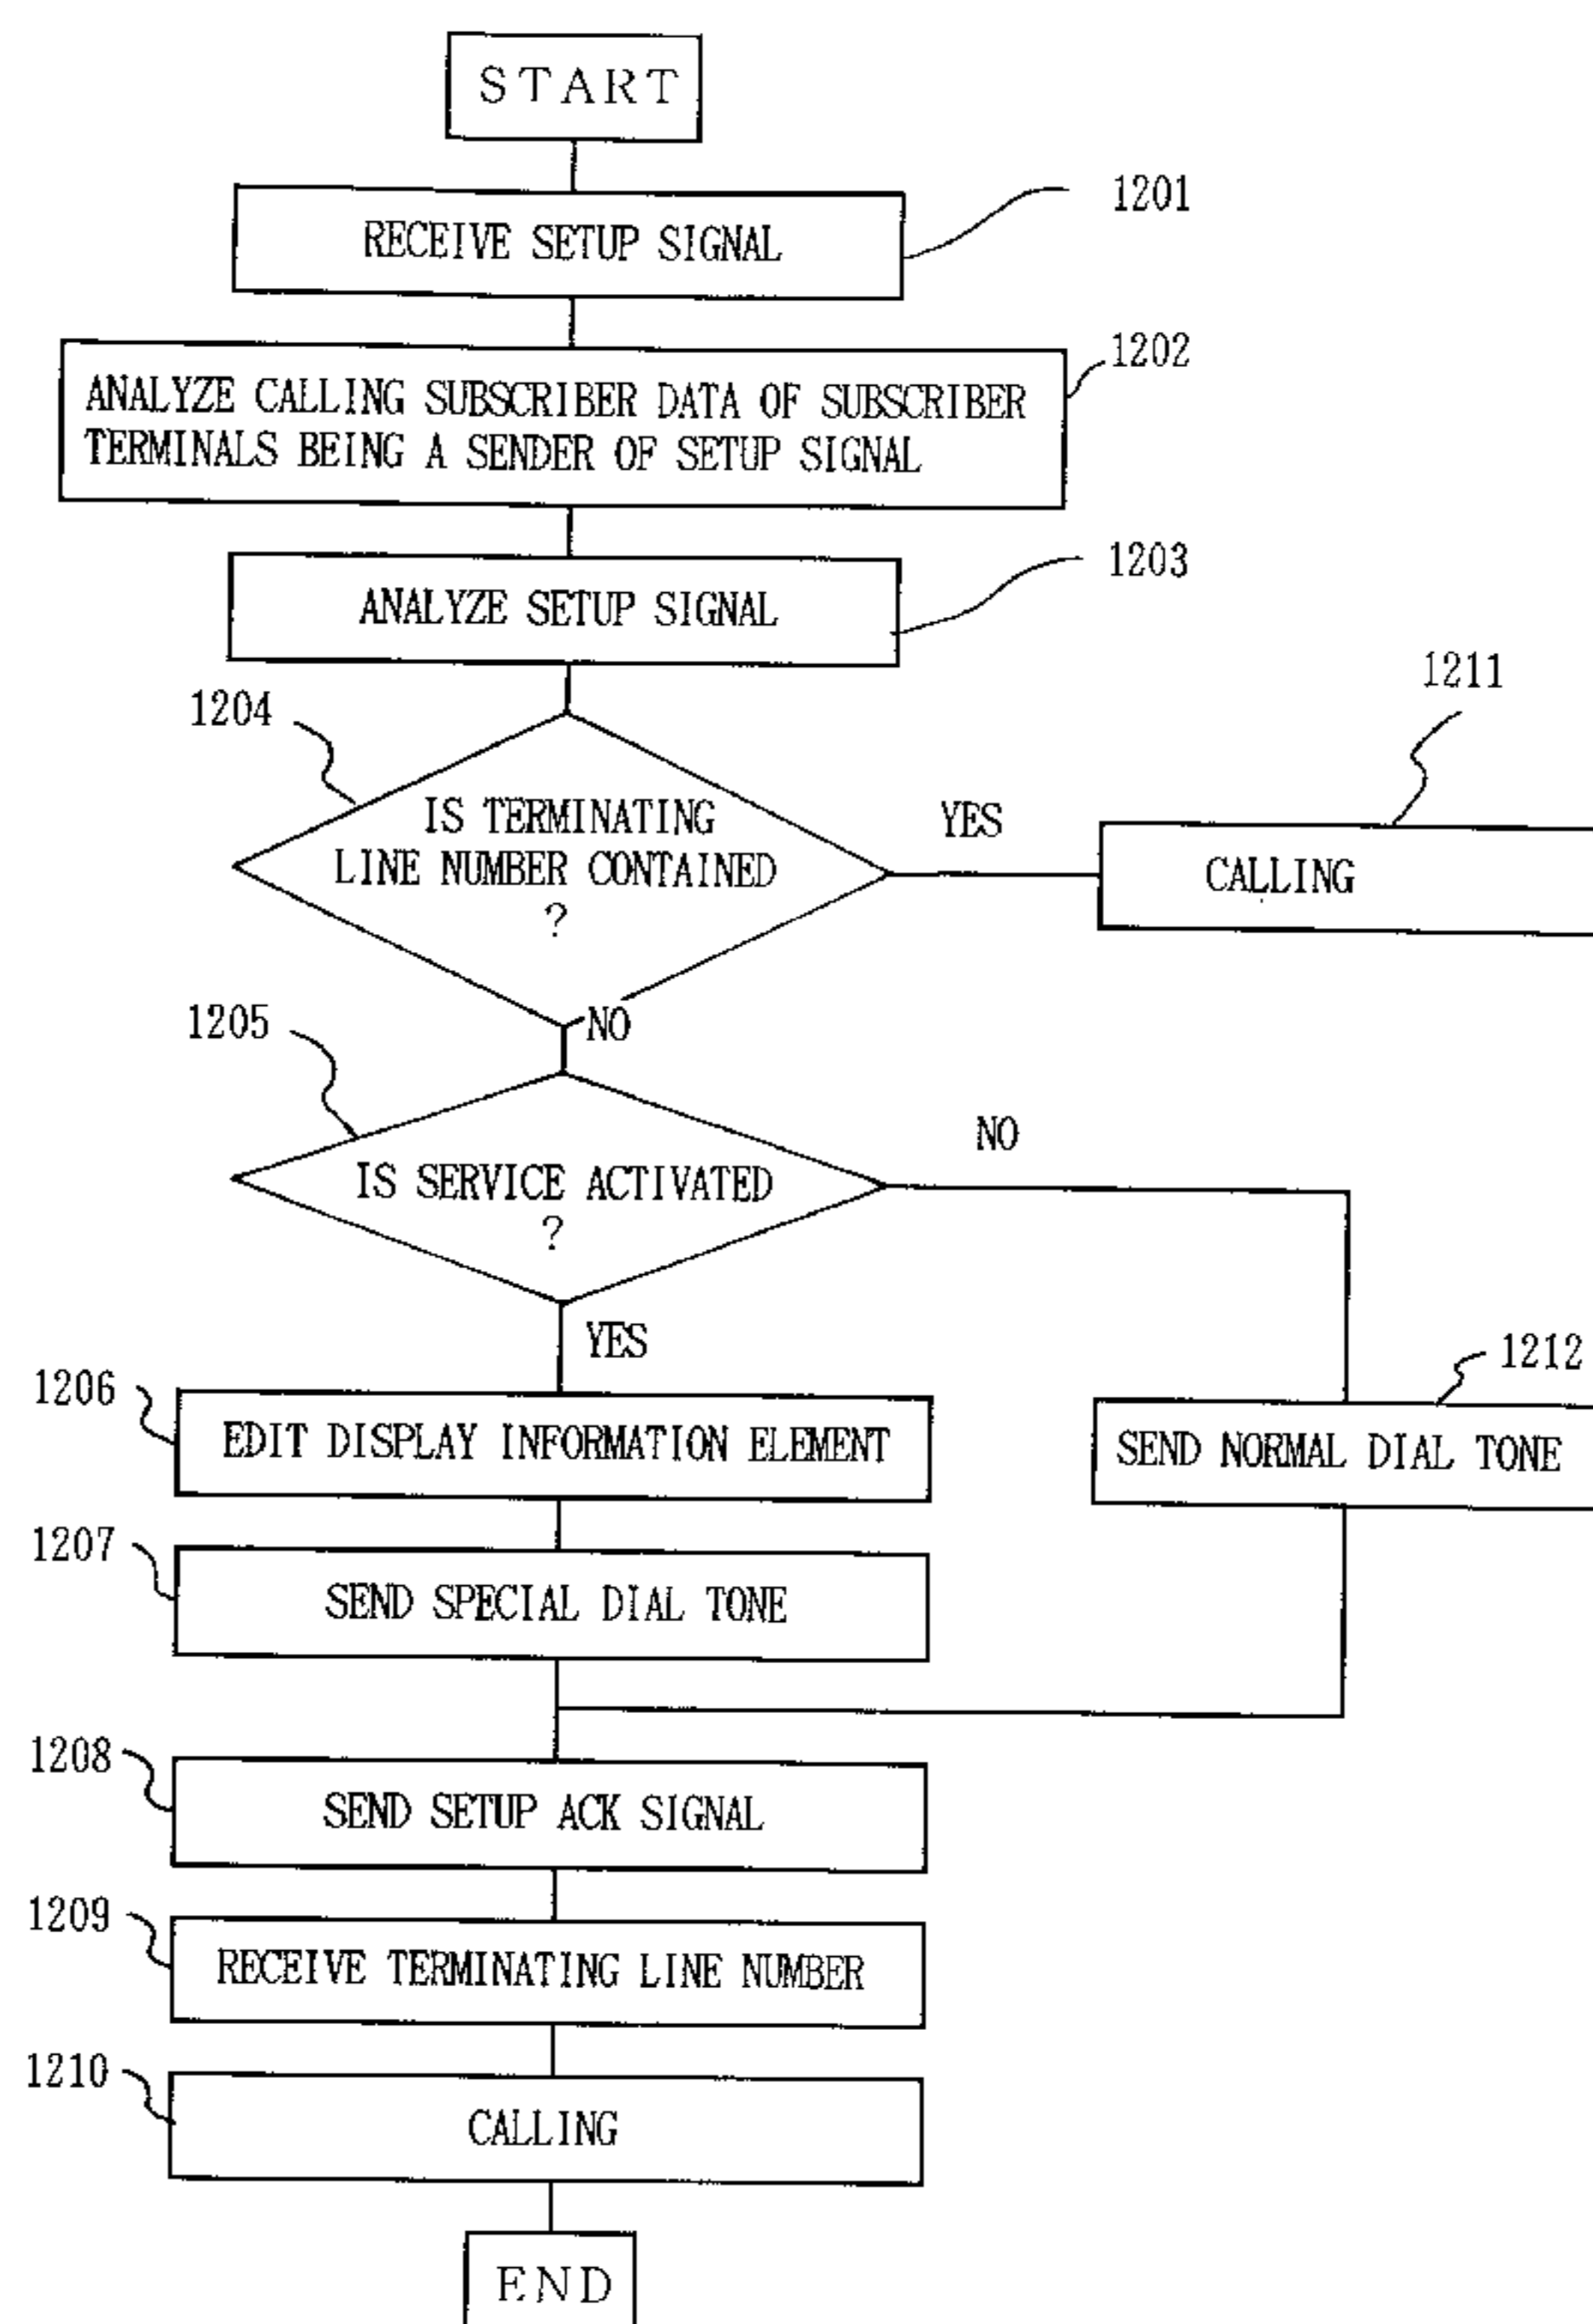 START
1201
RECEIVE SETUP SIGNAL
1202
ANALYZE CALLING SUBSCRIBER DATA OF SUBSCRIBER
TERMINALS BEING A SENDER OF SETUP SIGNAL
1203
ANALYZE SETUP SIGNAL
1204
IS TERMINATING
LINE NUMBER CONTAINED
?
YES
1211
CALLING
NO
1205
IS SERVICE ACTIVATED
?
NO
YES
1206
EDIT DISPLAY INFORMATION ELEMENT
1212
SEND NORMAL DIAL TONE
1207
SEND SPECIAL DIAL TONE
1208
SEND SETUP ACK SIGNAL
1209
RECEIVE TERMINATING LINE NUMBER
1210
CALLING
END